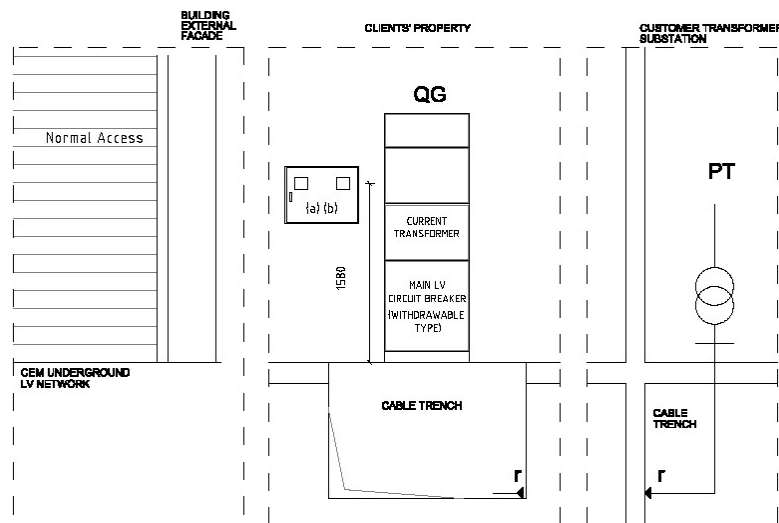 BUILDING
EXTERNAL
FACADE
CLIENTS' PROPERTY
CUSTOMER TRANSFORMER
SUBSTATION
QG
Normal Access
PT
(a) (b)
CURRENT
TRANSFORMER
1580
MAIN LV
CIRCUIT BREAKER
(WITHDRAWABLE
TYPE)
CEM UNDERGROUND
LV NETWORK
CABLE TRENCH
CABLE
TRENCH
r
r